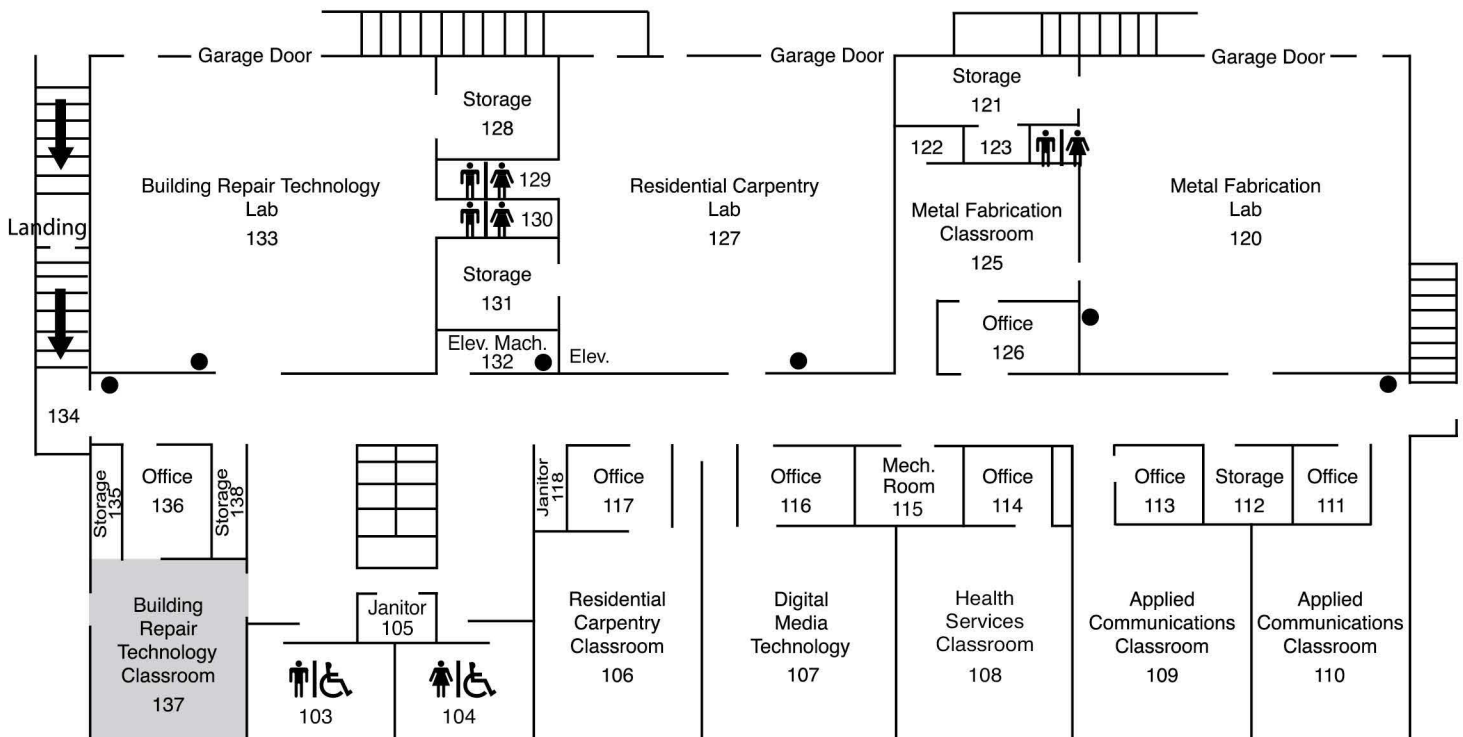 Garage Door
Garage Door
Garage Door
Storage
128
Storage
121
122
123
Building Repair Technology
Lab
133
129
130
Residential Carpentry
Lab
127
Metal Fabrication
Classroom
125
Metal Fabrication
Lab
120
Landing
Storage
131
Office
126
Elev. Mach.
132
Elev.
134
Storage
135
Office
136
Storage
138
Janitor
118
Office
117
Office
116
Mech.
Room
115
Office
114
Office
113
Storage
112
Office
111
Building
Repair
Technology
Classroom
137
Janitor
105
103
104
Residential
Carpentry
Classroom
106
Digital
Media
Technology
107
Health
Services
Classroom
108
Applied
Communications
Classroom
109
Applied
Communications
Classroom
110